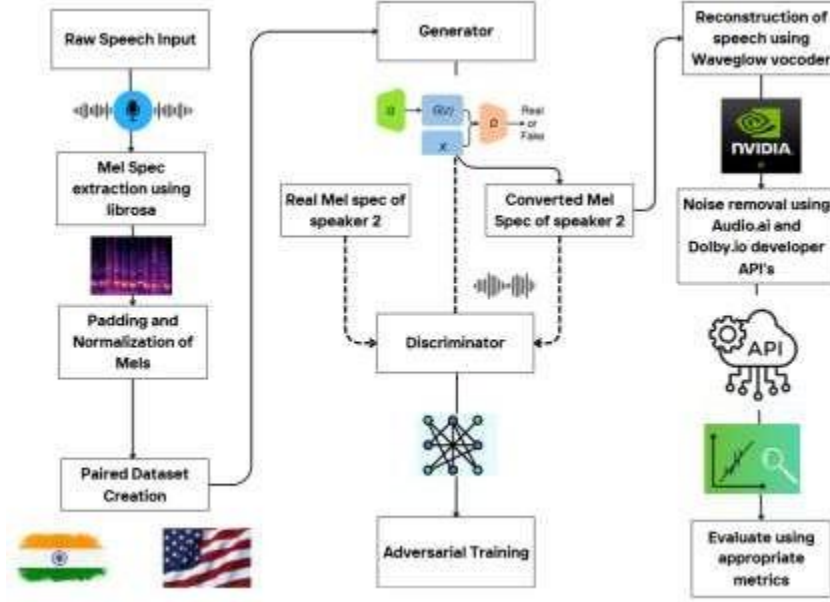 Raw Speech Input
Mel Spec
extraction using
librosa
Padding and
Normalization of
Mels
Paired Dataset
Creation
Generator
G(z)
x
D
Real
or
Fake
Real Mel spec of
speaker 2
Converted Mel
Spec of speaker 2
Discriminator
Adversarial Training
Reconstruction of
speech using
Waveglow vocoder
NVIDIA
Noise removal using
Audio.ai and
Dolby.io developer
API's
API
Evaluate using
appropriate
metrics